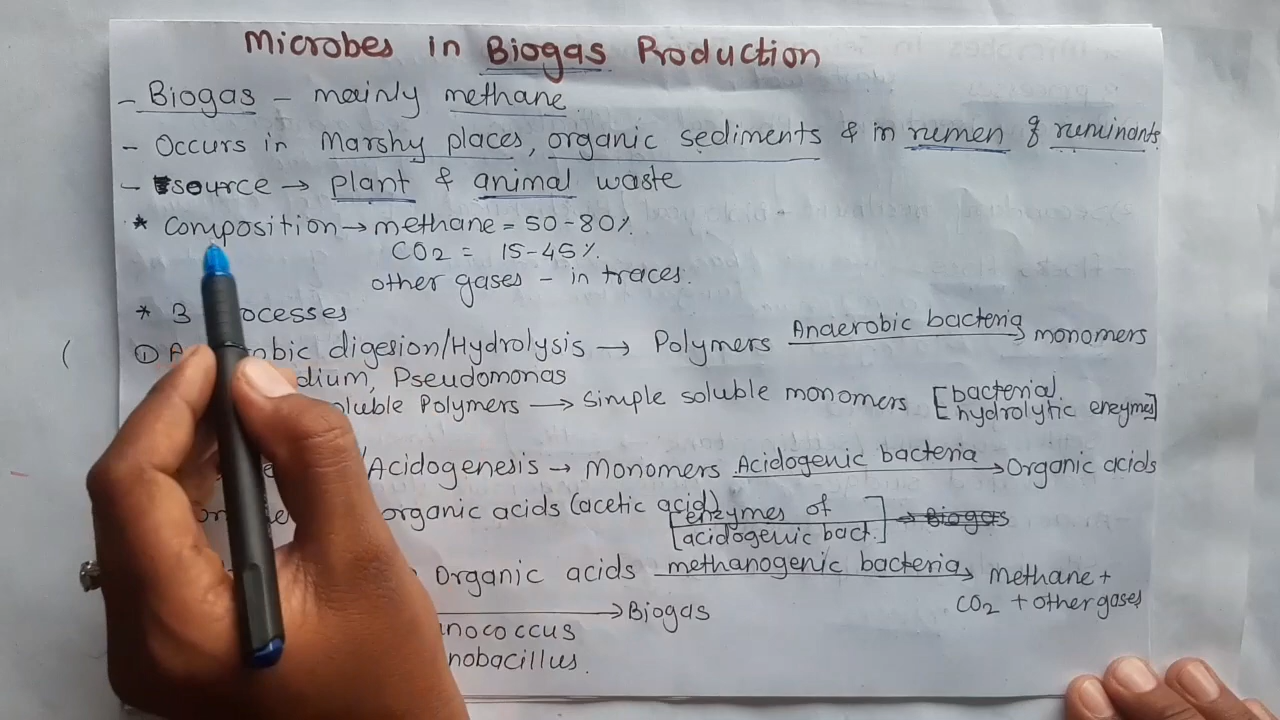 Microbes in Biogas Production
- Biogas - mainly methane
- Occurs in Marshy places, organic sediments & in rumen of ruminants
- source → plant & animal waste
* Composition → methane = 50-80%.
CO2 = 15-45%.
other gases - in traces.
* 3 ocesses
① A obic digesion/Hydrolysis → Polymers Anaerobic bacteria monomers
dium, Pseudomonas
oluble Polymers → Simple soluble monomers [bacterial hydrolytic enzymes]
/Acidogenesis → Monomers Acidogenic bacteria → Organic acids
organic acids (acetic acid)
[enzymes of acidogenic bact.] → Biogas
Organic acids methanogenic bacteria → Methane +
CO2 + other gases
→ Biogas
nococcus
nobacillus.